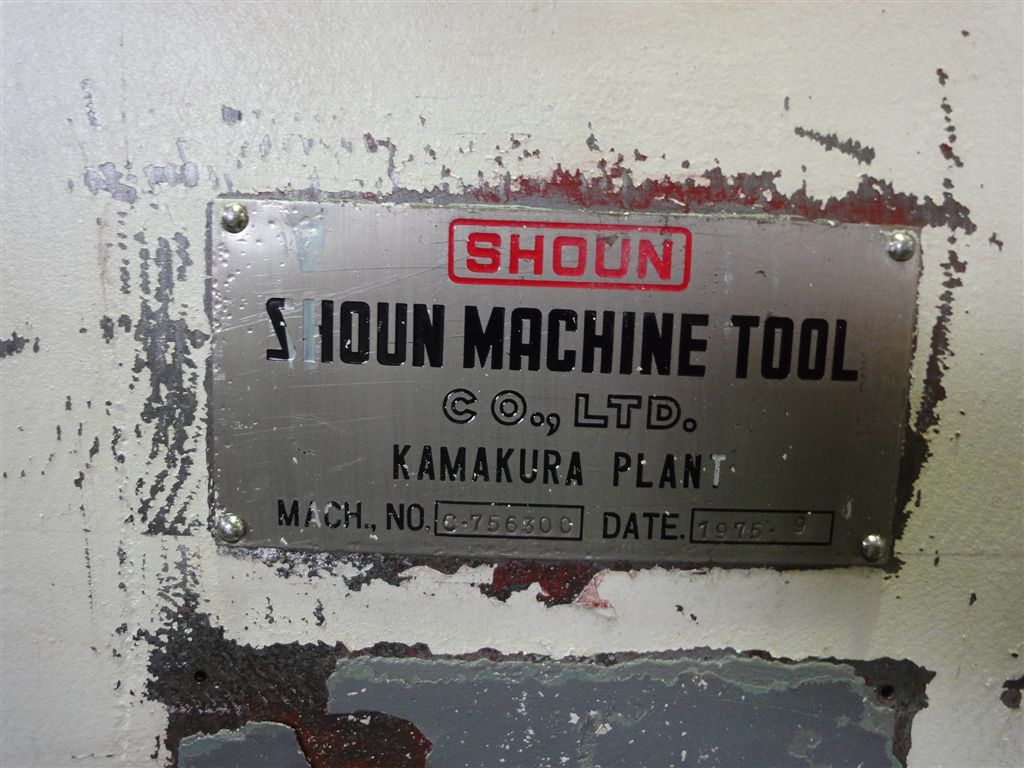 SHOUN
SHOUN MACHINE TOOL
CO., LTD.
KAMAKURA PLANT
MACH., NO. C-756300 DATE. 1975. 9